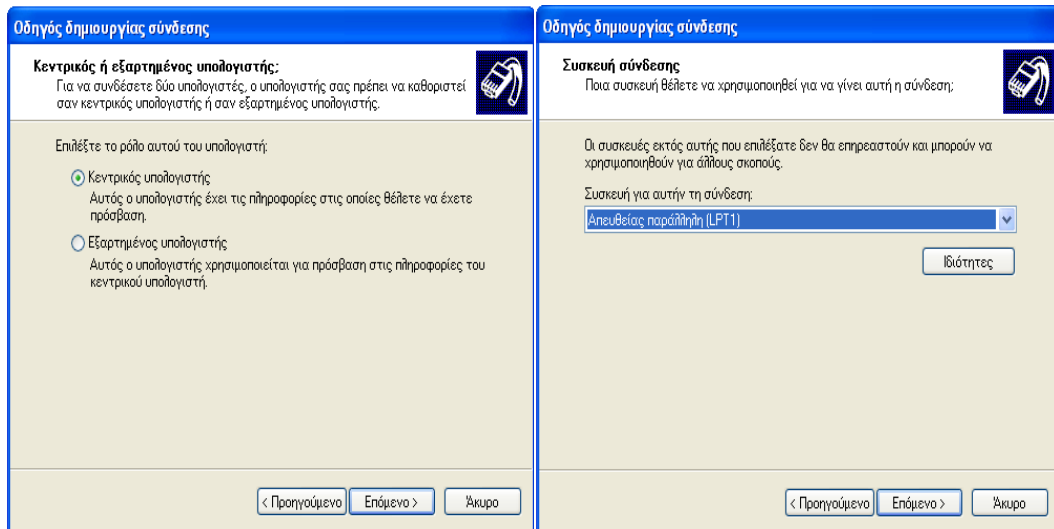 Οδηγός δημιουργίας σύνδεσης
Κεντρικό ή εξαρτημένος υπολογιστής;
Για να συνδέσετε δύο υπολογιστές, ο υπολογιστής σας πρέπει να καθοριστεί
σαν κεντρικός υπολογιστής ή σαν εξαρτημένος υπολογιστής.
Επιλέξτε το ρόλο αυτού του υπολογιστή:
Κεντρικός υπολογιστής
Αυτός ο υπολογιστής έχει τις πληροφορίες στις οποίες θέλετε να έχετε
πρόσβαση.
Εξαρτημένος υπολογιστής
Αυτός ο υπολογιστής χρησιμοποιείται για πρόσβαση στις πληροφορίες του
κεντρικού υπολογιστή.
< Προηγούμενο
Επόμενο >
Άκυρο
Οδηγός δημιουργίας σύνδεσης
Συσκευή σύνδεσης
Ποια συσκευή θέλετε να χρησιμοποιηθεί για να γίνει αυτή η σύνδεση;
Οι συσκευές εκτός αυτής που επιλέξατε δεν θα επηρεαστούν και μπορούν να
χρησιμοποιηθούν για άλλους σκοπούς.
Συσκευή για αυτήν τη σύνδεση:
Απευθείας παράλληλη (LPT1)
Ιδιότητες
< Προηγούμενο
Επόμενο >
Άκυρο